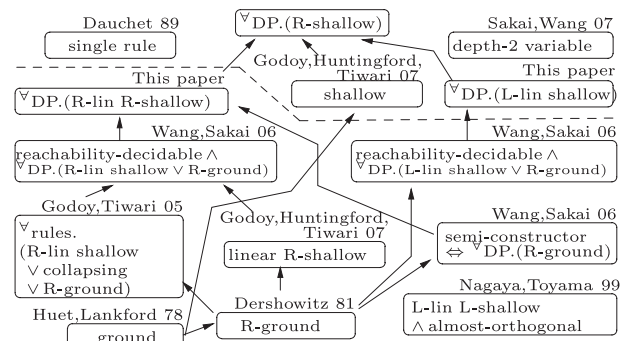 Dauchet 89
single rule
∀DP.(R-shallow)
Sakai,Wang 07
depth-2 variable
Godoy,Huntingford,
Tiwari 07
shallow
This paper
∀DP.(R-lin R-shallow)
This paper
∀DP.(L-lin shallow)
Wang,Sakai 06
reachability-decidable ∧
∀DP.(R-lin shallow ∨ R-ground)
Wang,Sakai 06
reachability-decidable ∧
∀DP.(L-lin shallow ∨ R-ground)
Godoy,Tiwari 05
∀rules.
(R-lin shallow
∨ collapsing
∨ R-ground)
Godoy,Huntingford,
Tiwari 07
linear R-shallow
Wang,Sakai 06
semi-constructor
⇔ ∀DP.(R-ground)
Huet,Lankford 78
ground
Dershowitz 81
R-ground
Nagaya,Toyama 99
L-lin L-shallow
∧ almost-orthogonal